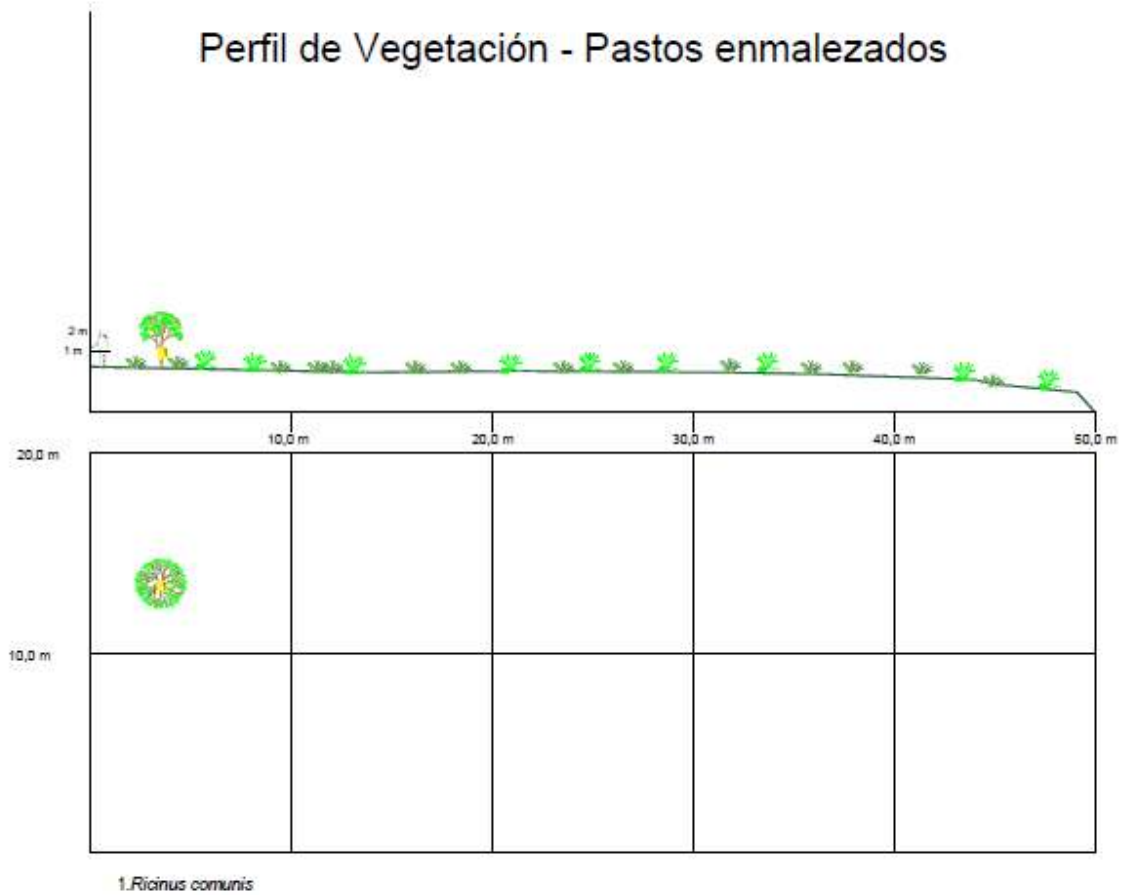 Perfil de Vegetación - Pastos enmalezados
2 m
1 m
10,0 m 20,0 m 30,0 m 40,0 m 50,0 m
20,0 m
10,0 m
1.Ricinus comunis